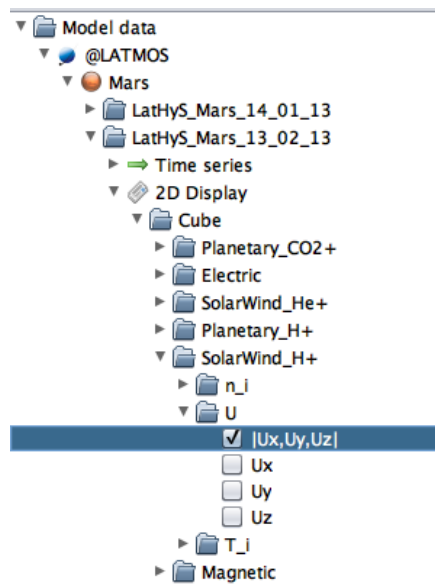 Model data
@LATMOS
Mars
LatHyS_Mars_14_01_13
LatHyS_Mars_13_02_13
Time series
2D Display
Cube
Planetary_CO2+
Electric
SolarWind_He+
Planetary_H+
SolarWind_H+
n_i
U
|Ux,Uy,Uz|
Ux
Uy
Uz
T_i
Magnetic